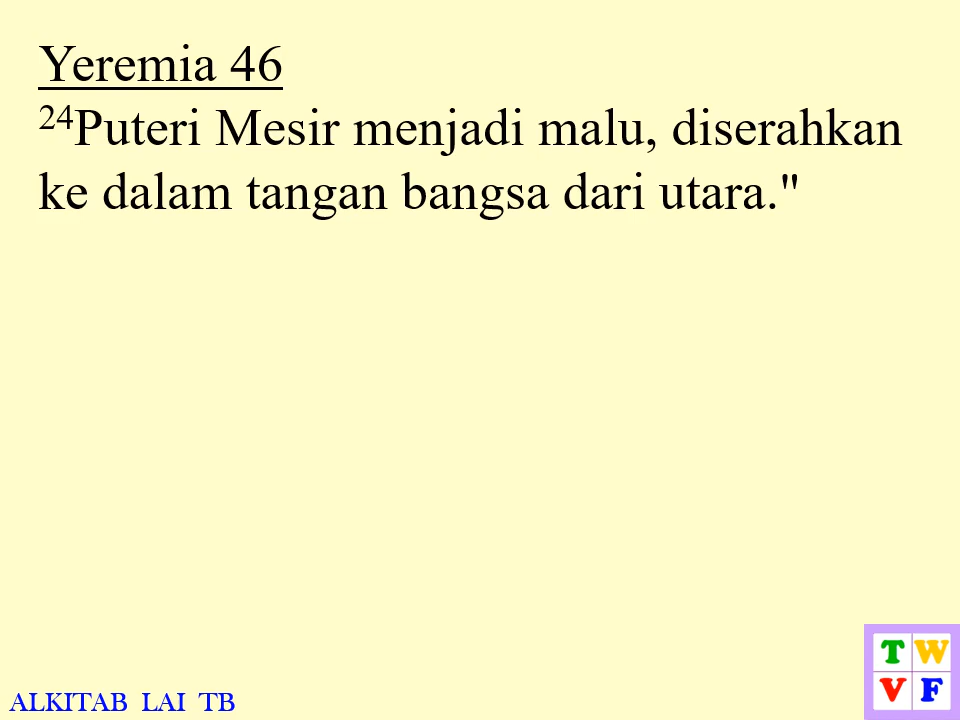 Yeremia 46
24Puteri Mesir menjadi malu, diserahkan
ke dalam tangan bangsa dari utara."
ALKITAB LAI TB
T W
V F